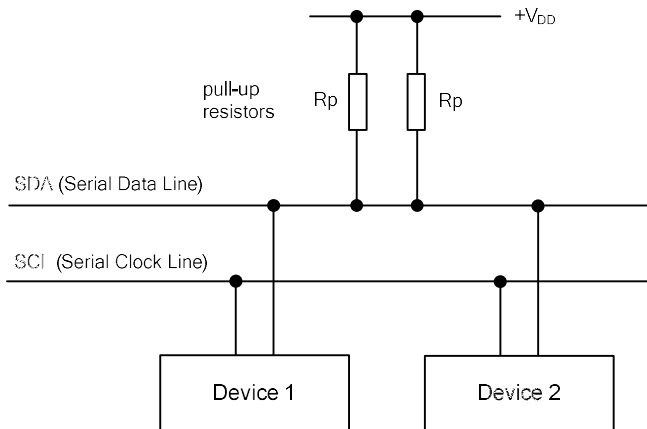 +VDD
pull-up
resistors
Rp
Rp
SDA (Serial Data Line)
SCL (Serial Clock Line)
Device 1
Device 2